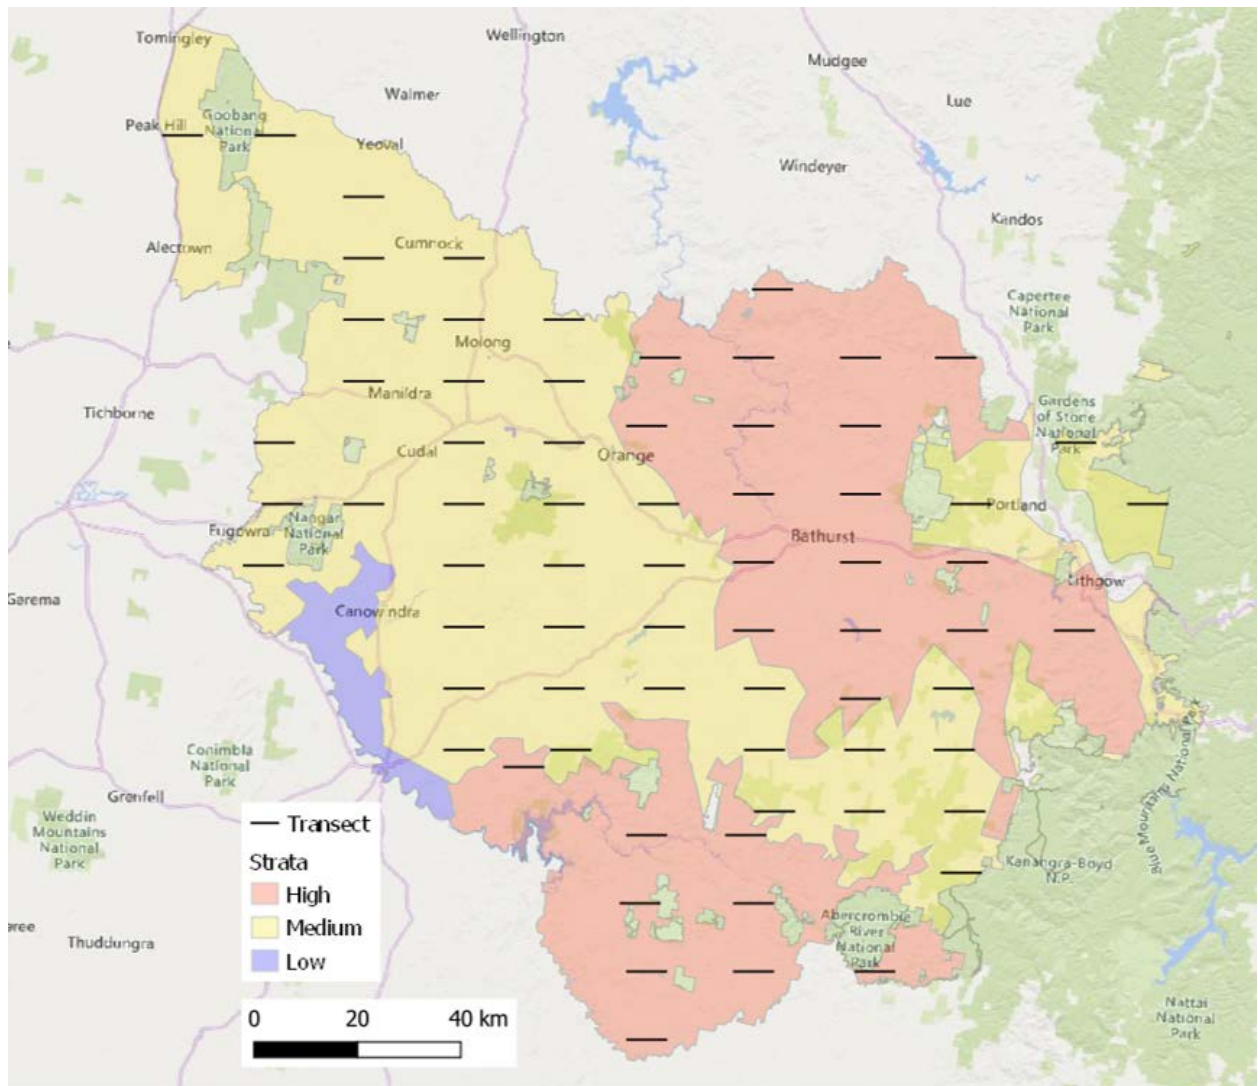 Tomingley
Wellington
Mudgee
Walmer
Lue
Peak Hill
Goobang
National
Park
Yeoval
Windeyer
Kandos
Alectown
Cumnock
Capertee
National
Park
Molong
Manildra
Tichborne
Gardens
of Stone
National
Park
Cudal
Orange
Portland
Eugowra
Nangar
National
Park
Bathurst
Lithgow
Garema
Canowindra
Conimbla
National
Park
Grenfell
Weddin
Mountains
National
Park
Blue Mountains National Park
Kanangra-Boyd
N.P.
Abercrombie
River
National
Park
Thuddungra
Nattai
National
Park
Transect
Strata
High
Medium
Low
0 20 40 km